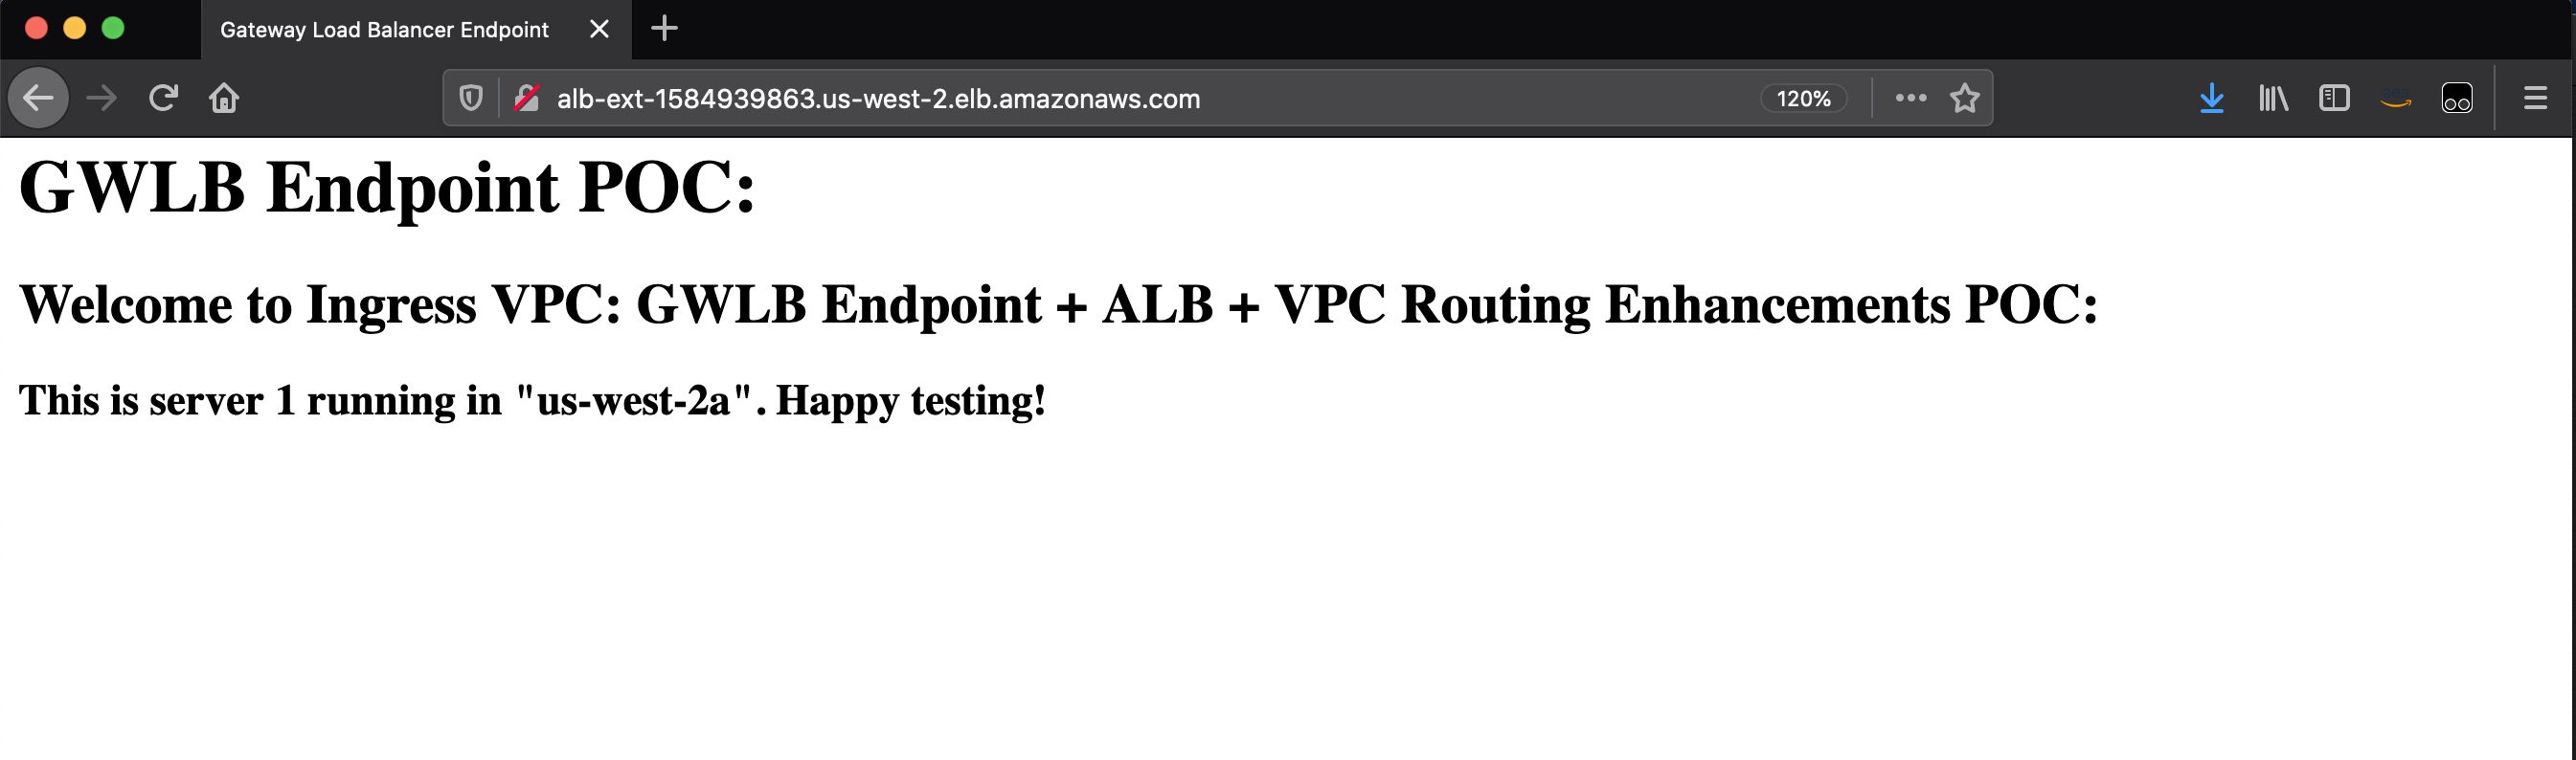 Gateway Load Balancer Endpoint
alb-ext-1584939863.us-west-2.elb.amazonaws.com
120%
GWLB Endpoint POC:
Welcome to Ingress VPC: GWLB Endpoint + ALB + VPC Routing Enhancements POC:
This is server 1 running in "us-west-2a". Happy testing!